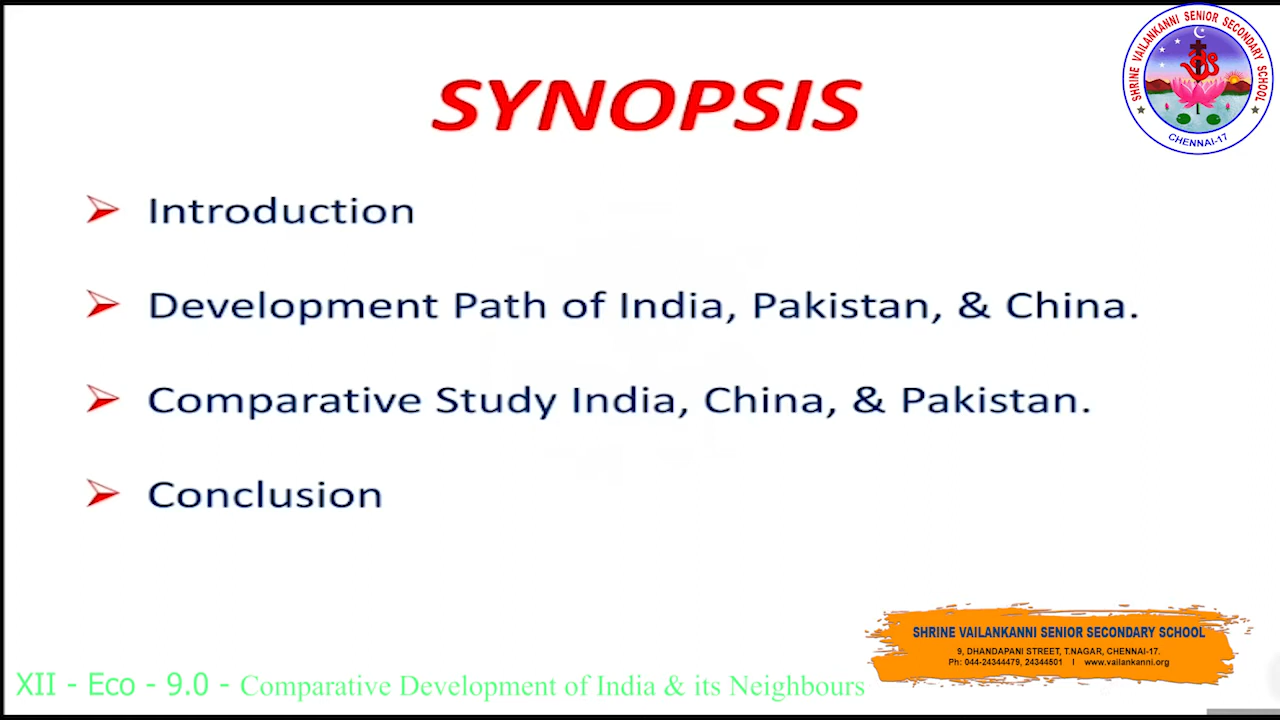 SHRINE VAILANKANNI SENIOR SECONDARY SCHOOL
CHENNAI-17
SYNOPSIS
Introduction
Development Path of India, Pakistan, & China.
Comparative Study India, China, & Pakistan.
Conclusion
SHRINE VAILANKANNI SENIOR SECONDARY SCHOOL
9, DHANDAPANI STREET, T.NAGAR, CHENNAI-17.
Ph: 044-24344479, 24344501 I www.vailankanni.org
XII - Eco - 9.0 - Comparative Development of India & its Neighbours